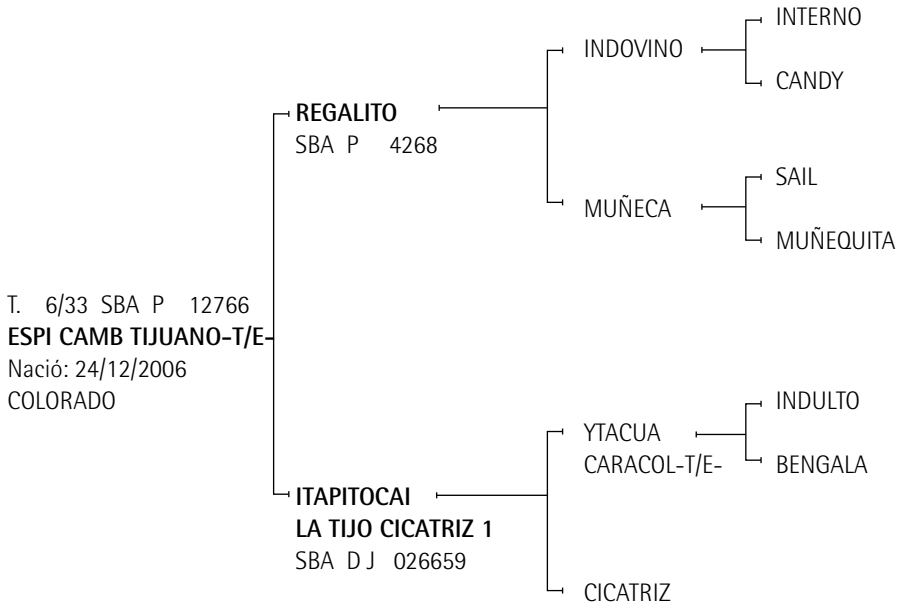 INTERNO
INDOVINO
CANDY
REGALITO
SBA P 4268
SAIL
MUÑECA
MUÑEQUITA
T. 6/33 SBA P 12766
ESPI CAMB TIJUANO-T/E-
Nació: 24/12/2006
COLORADO
INDULTO
YTACUA
CARACOL-T/E-
BENGALA
ITAPITOCAI
LA TIJO CICATRIZ 1
SBA D J 026659
CICATRIZ